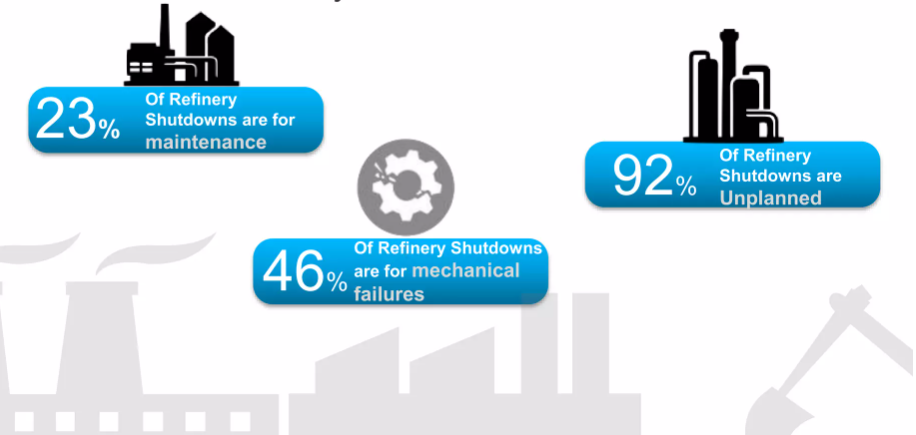 23% Of Refinery
Shutdowns are for
maintenance
92% Of Refinery
Shutdowns are
Unplanned
46% Of Refinery Shutdowns
are for mechanical
failures